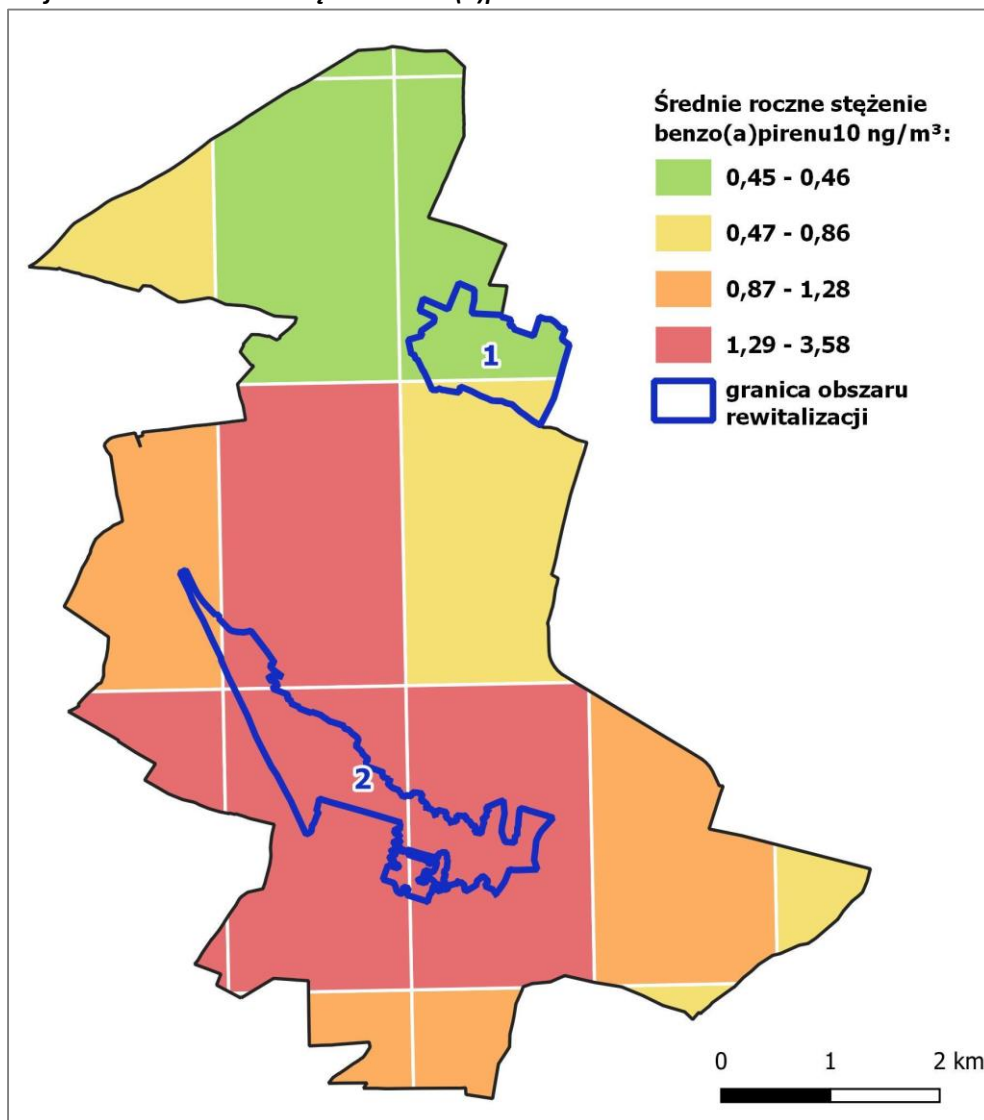 Średnie roczne stężenie
benzo(a)pirenu10 ng/m³:
0,45 - 0,46
0,47 - 0,86
0,87 - 1,28
1,29 - 3,58
granica obszaru
rewitalizacji
1
2
0 1 2 km